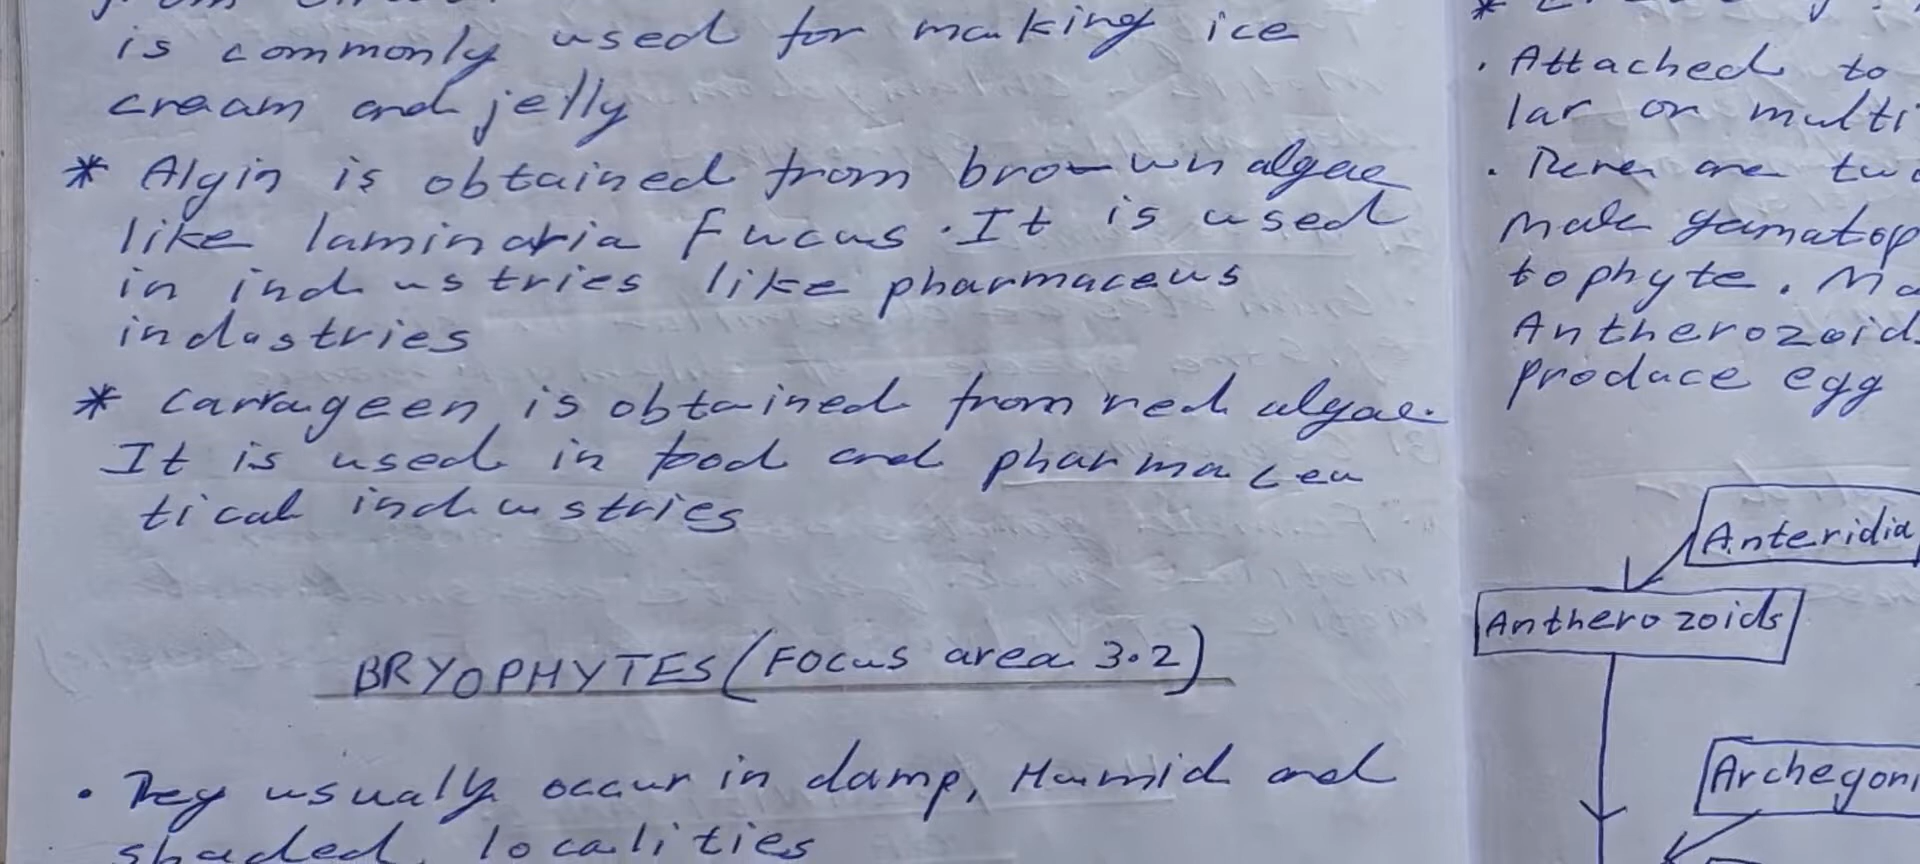 is commonly used for making ice
cream and jelly
* Algin is obtained from brown algae
like laminaria Fucus. It is used
in industries like pharmaceus
industries
* Carrageen is obtained from red algae.
It is used in food and pharmaceu
tical industries
BRYOPHYTES (Focus area 3.2)
• They usually occur in damp, Humid and
shaded localities
. Attached to
lar or multi
. There are
Male gamatop
tophyte.
Antherozoid
produce egg
Anteridia
Antherozoids
Archegoni